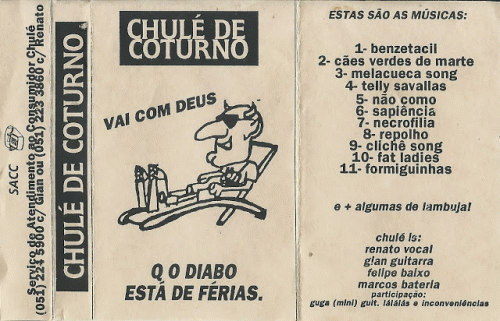 SACC
Serviço de Atendimento ao Consumidor Chulé
(051) 224 5900 c/ Gian ou (051) 223 3880 c/ Renato
CHULÉ DE COTURNO
CHULÉ DE
COTURNO
VAI COM DEUS
Q O DIABO
ESTÁ DE FÉRIAS.
ESTAS SÃO AS MÚSICAS:
1- benzetacil
2- cães verdes de marte
3- melacueca song
4- telly savallas
5- não como
6- sapiência
7- necrofilia
8- repolho
9- clichê song
10- fat ladies
11- formiguinhas
e + algumas de lambuja!
chulé is:
renato vocal
gian guitarra
felipe baixo
marcos bateria
participação:
guga (mini) guit. lálálás e inconveniências